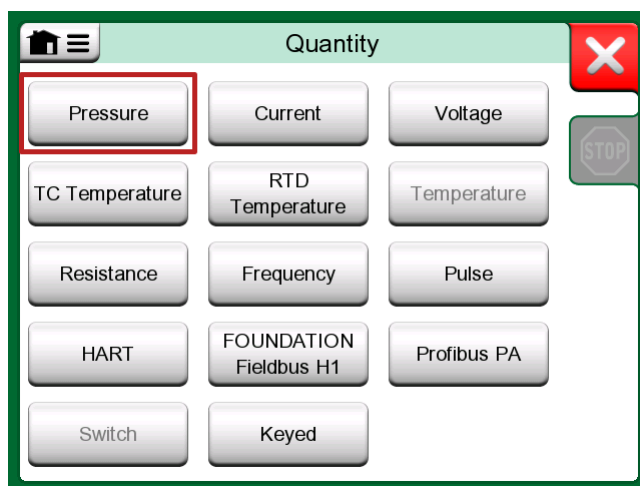 Quantity
Pressure
Current
Voltage
STOP
TC Temperature
RTD
Temperature
Temperature
Resistance
Frequency
Pulse
HART
FOUNDATION
Fieldbus H1
Profibus PA
Switch
Keyed